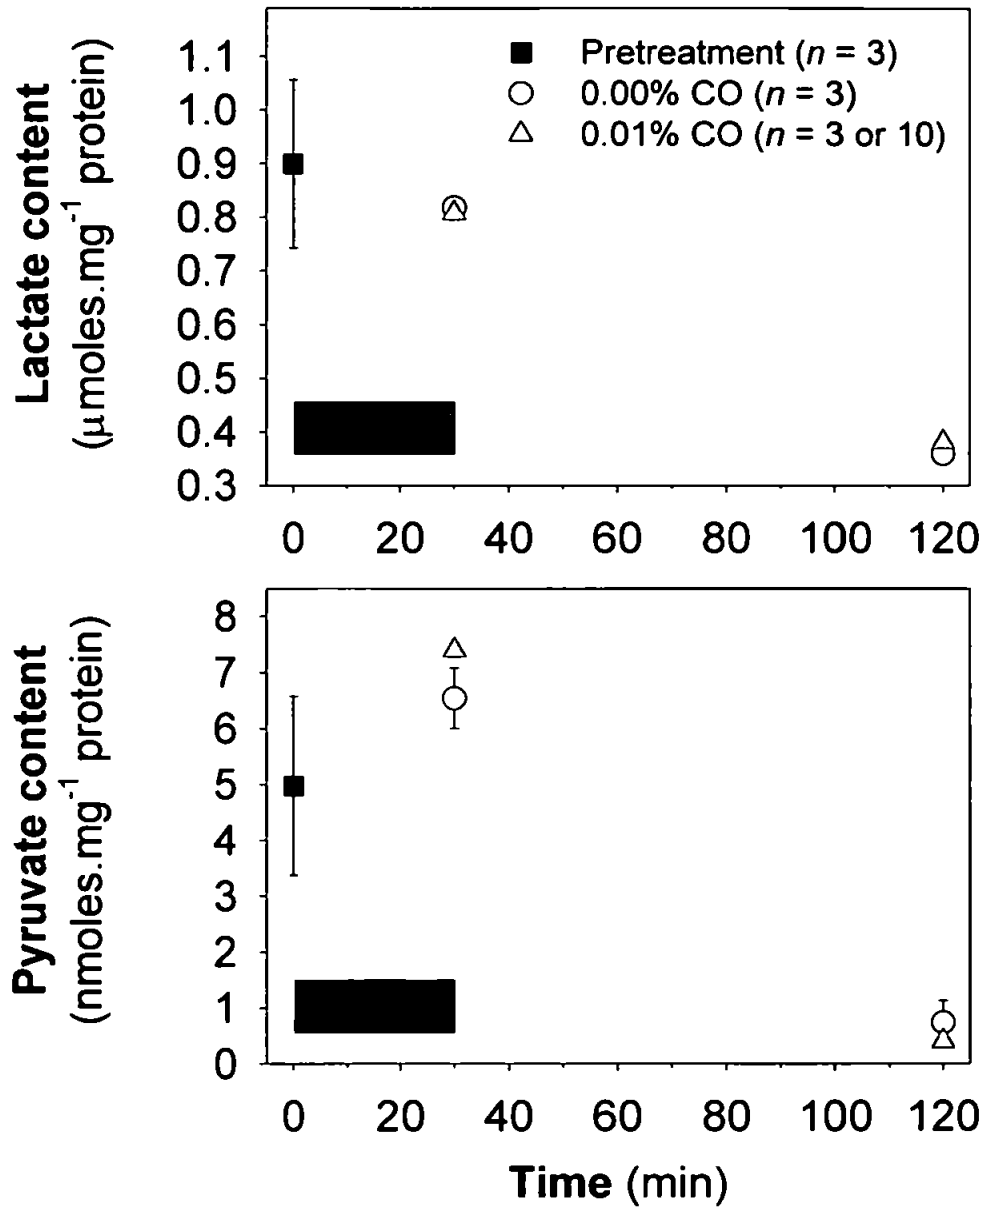 Lactate content
(μmoles.mg⁻¹ protein)
1.1
1.0
0.9
0.8
0.7
0.6
0.5
0.4
0.3
Pretreatment (n = 3)
0.00% CO (n = 3)
0.01% CO (n = 3 or 10)
0 20 40 60 80 100 120
Pyruvate content
(nmoles.mg⁻¹ protein)
8
7
6
5
4
3
2
1
0
0 20 40 60 80 100 120
Time (min)